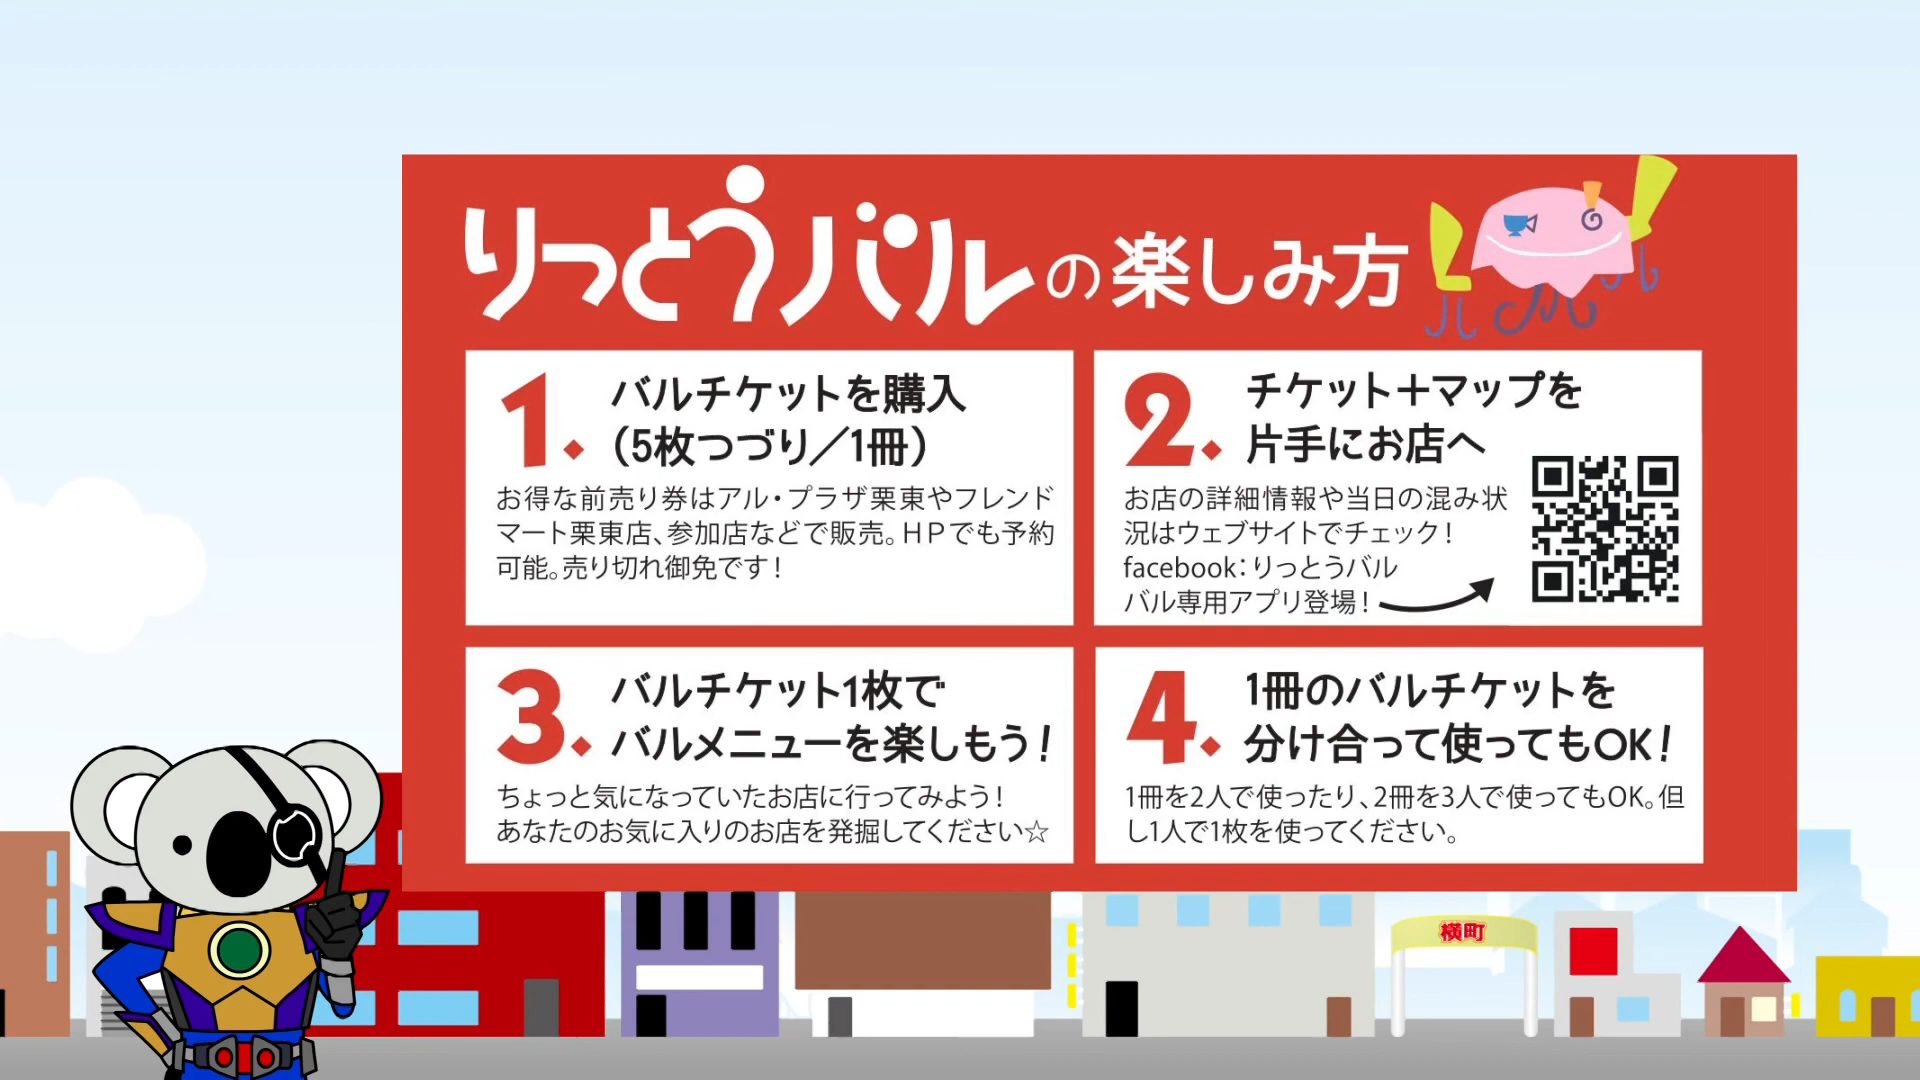 りっとうバルの楽しみ方
1. バルチケットを購入
(5枚つづり/1冊)
お得な前売り券はアル・プラザ栗東やフレンド
マート栗東店、参加店などで販売。HPでも予約
可能。売り切れ御免です!
2. チケット+マップを
片手にお店へ
お店の詳細情報や当日の混み状
況はウェブサイトでチェック!
facebook:りっとうバル
バル専用アプリ登場!
3. バルチケット1枚で
バルメニューを楽しもう!
ちょっと気になっていたお店に行ってみよう!
あなたのお気に入りのお店を発掘してください☆
4. 1冊のバルチケットを
分け合って使ってもOK!
1冊を2人で使ったり、2冊を3人で使ってもOK。但
し1人で1枚を使ってください。
横町